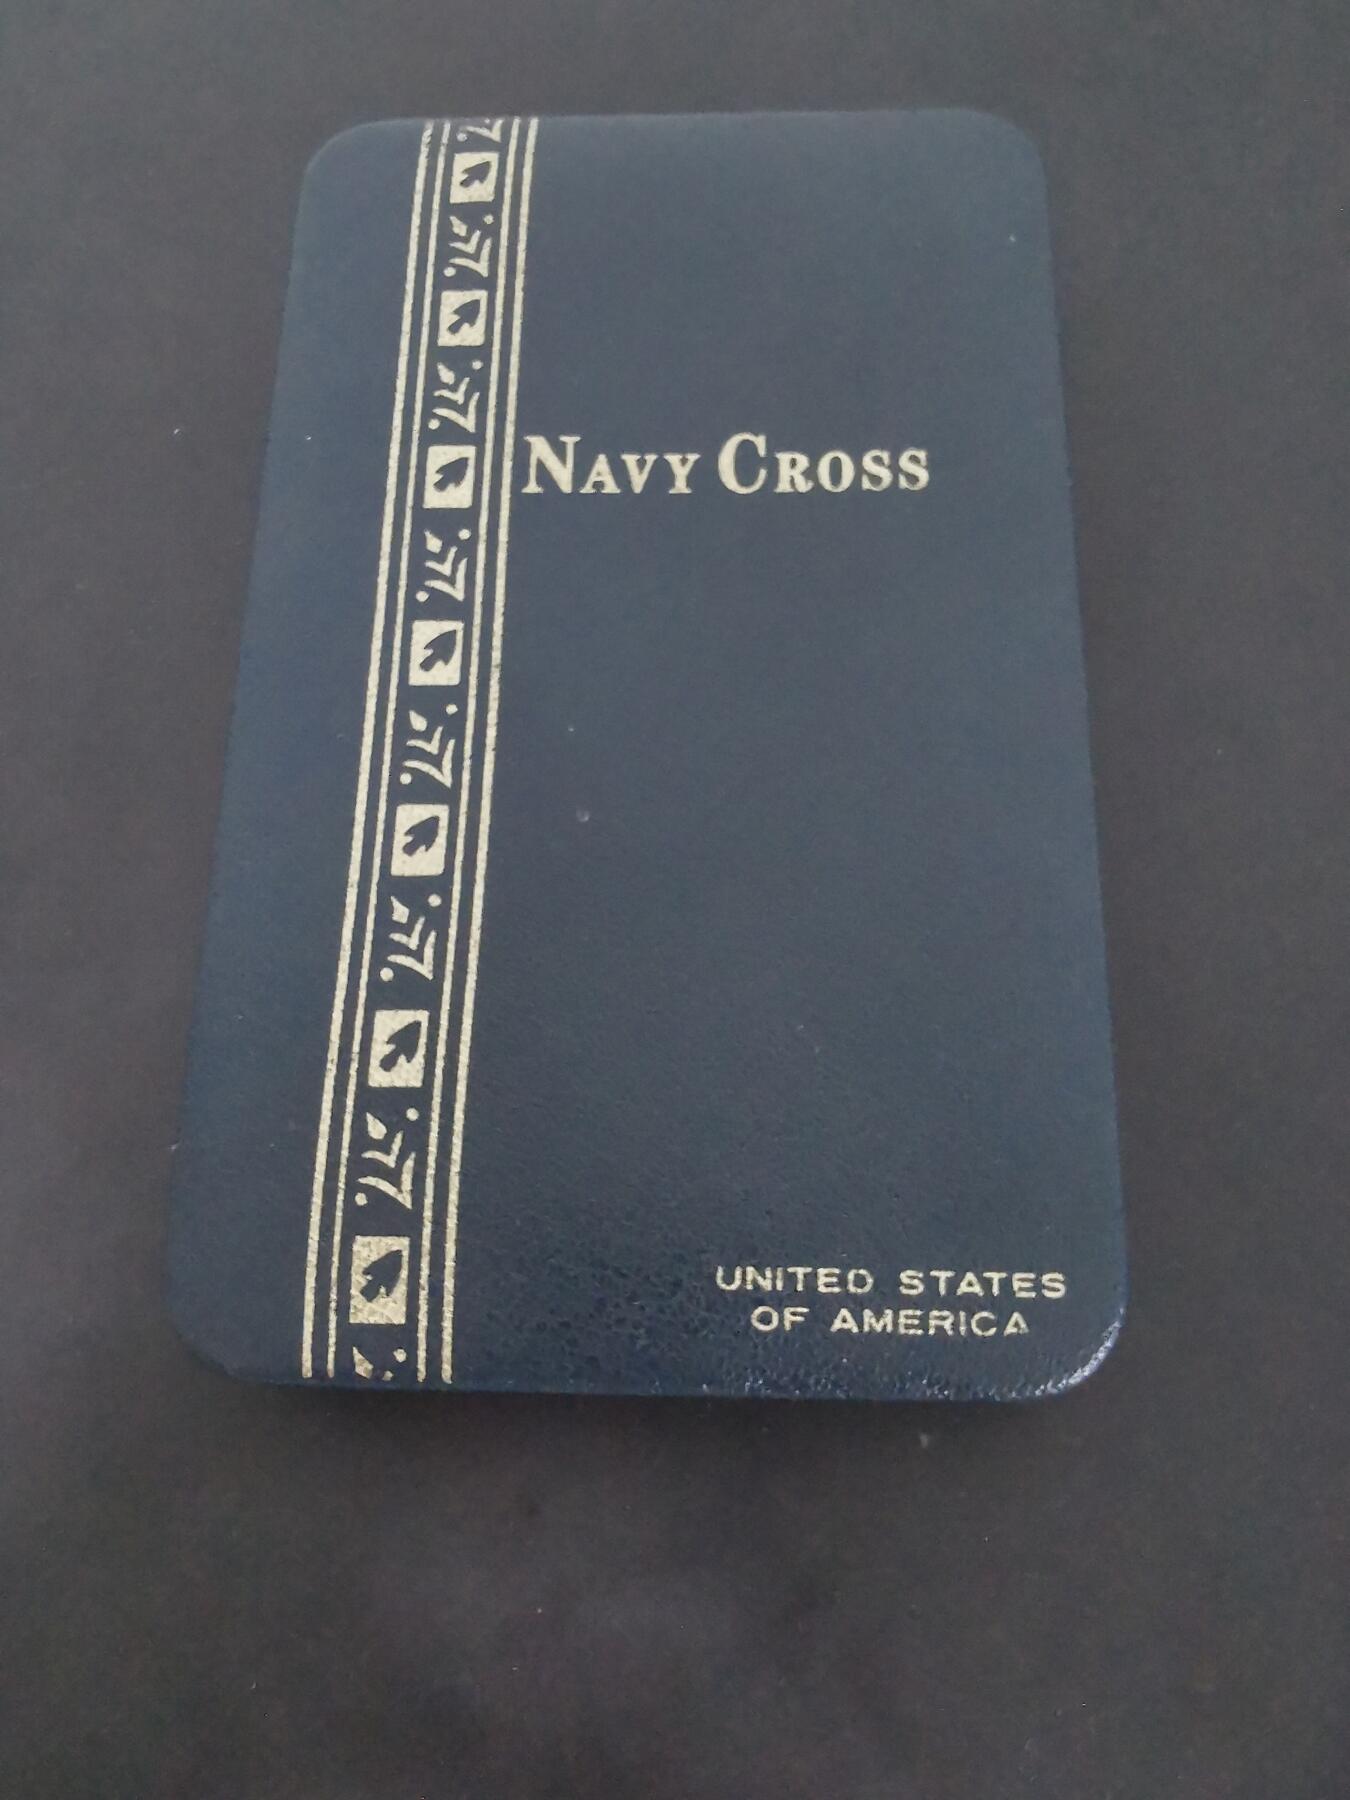 NAVY CROSS
UNITED STATES
OF AMERICA